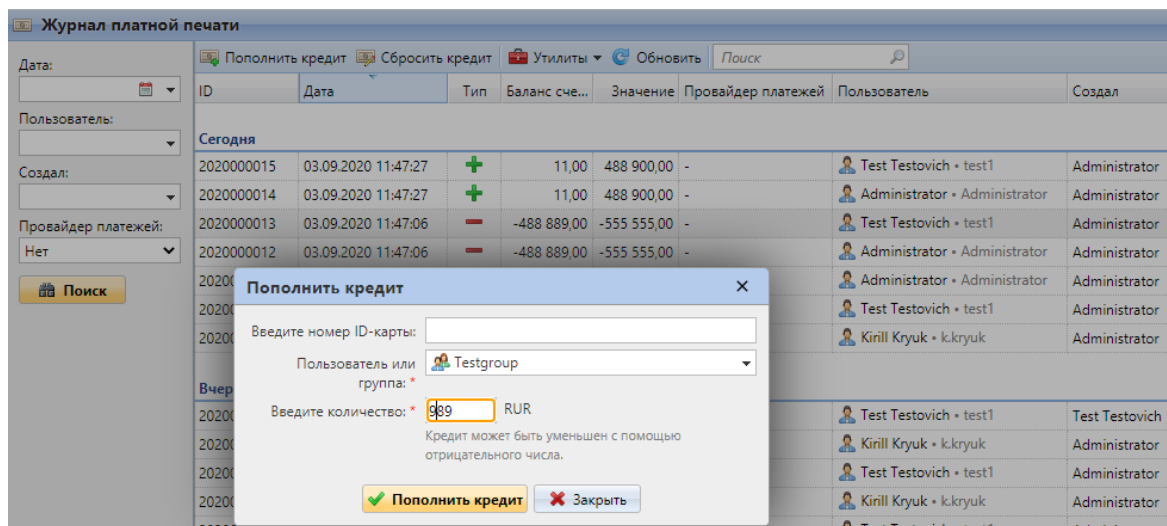 Журнал платной печати
Дата:
Пользователь:
Создал:
Провайдер платежей:
Нет
Поиск
Пополнить кредит Сбросить кредит Утилиты Обновить Поиск
ID Дата Тип Баланс сче... Значение Провайдер платежей Пользователь Создал
Сегодня
2020000015 03.09.2020 11:47:27 11,00 488 900,00 - Test Testovich • test1 Administrator
2020000014 03.09.2020 11:47:27 11,00 488 900,00 - Administrator • Administrator Administrator
2020000013 03.09.2020 11:47:06 -488 889,00 -555 555,00 - Test Testovich • test1 Administrator
2020000012 03.09.2020 11:47:06 -488 889,00 -555 555,00 - Administrator • Administrator Administrator
Administrator • Administrator Administrator
Test Testovich • test1 Administrator
Kirill Kryuk • k.kryuk Administrator
Test Testovich • test1 Test Testovich
Kirill Kryuk • k.kryuk Administrator
Test Testovich • test1 Administrator
Kirill Kryuk • k.kryuk Administrator
Пополнить кредит
Введите номер ID-карты:
Пользователь или Testgroup
группа: *
Введите количество: * 989 RUR
Кредит может быть уменьшен с помощью
отрицательного числа.
Пополнить кредит Закрыть